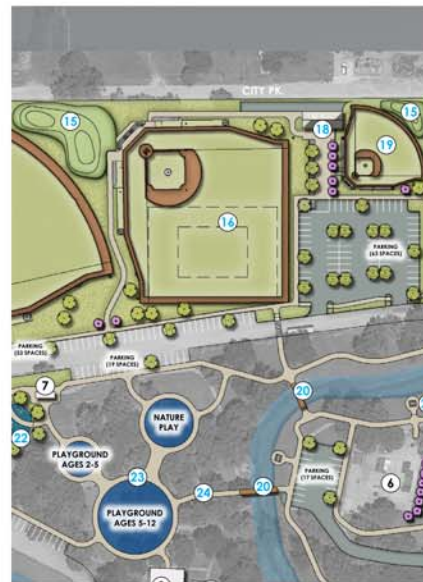 CITY PK.
15
15
18
19
16
PARKING
(63 SPACES)
PARKING
(53 SPACES)
PARKING
(19 SPACES)
7
20
NATURE
PLAY
22
PLAYGROUND
AGES 2-5
23
PARKING
(17 SPACES)
6
24
20
PLAYGROUND
AGES 5-12